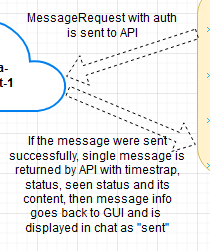 MessageRequest with auth
is sent to API
a-
t-1
If the message were sent
successfully, single message is
returned by API with timestrap,
status, seen status and its
content, then message info
goes back to GUI and is
displayed in chat as "sent"